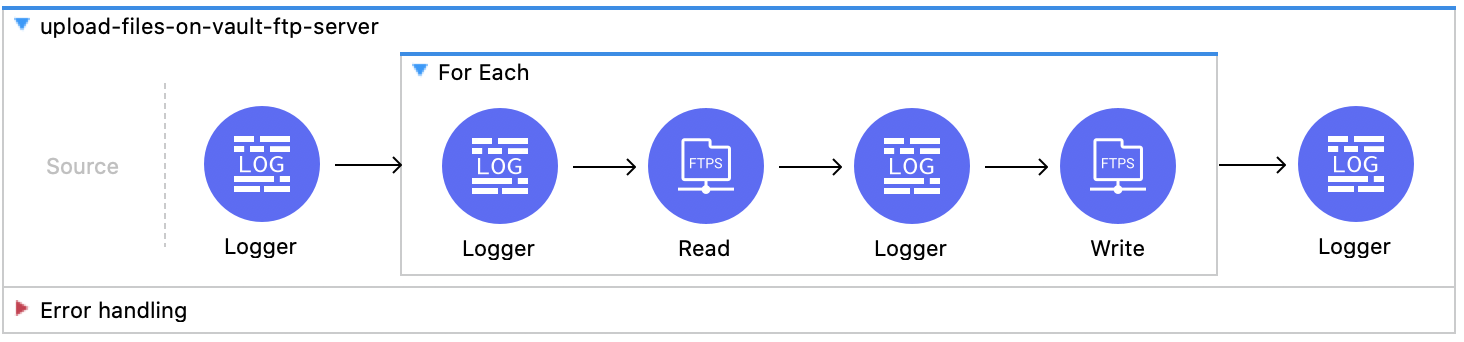 upload-files-on-vault-ftp-server
For Each
Source
LOG
Logger
LOG
Logger
FTPS
Read
LOG
Logger
FTPS
Write
LOG
Logger
Error handling